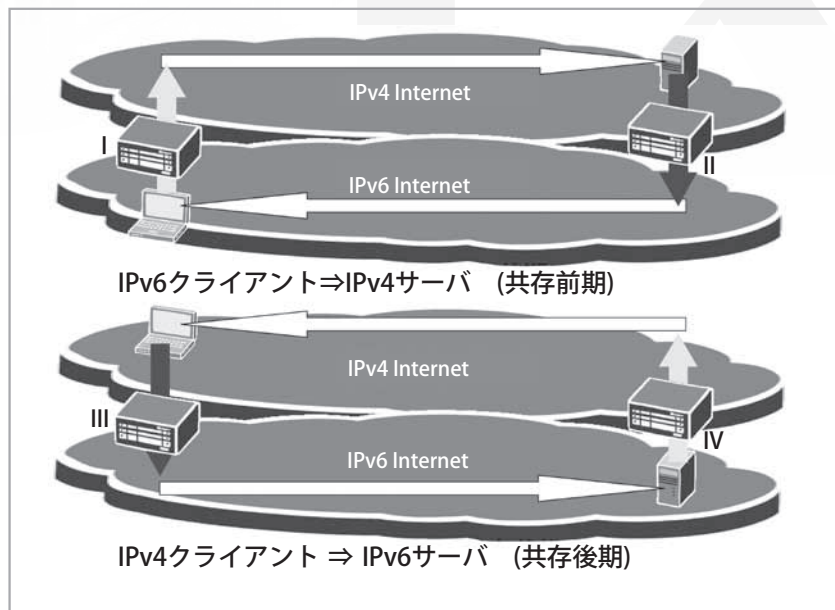 IPv4 Internet
I
II
IPv6 Internet
IPv6クライアント⇒IPv4サーバ (共存前期)
IPv4 Internet
III
IV
IPv6 Internet
IPv4クライアント ⇒ IPv6サーバ (共存後期)